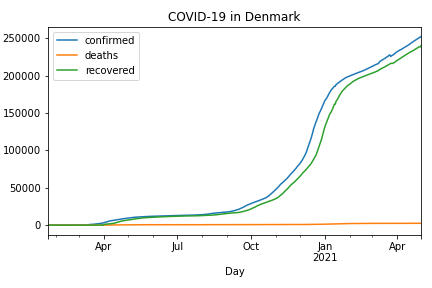 COVID-19 in Denmark
confirmed
deaths
recovered
250000
200000
150000
100000
50000
0
Apr Jul Oct Jan Apr
2021
Day